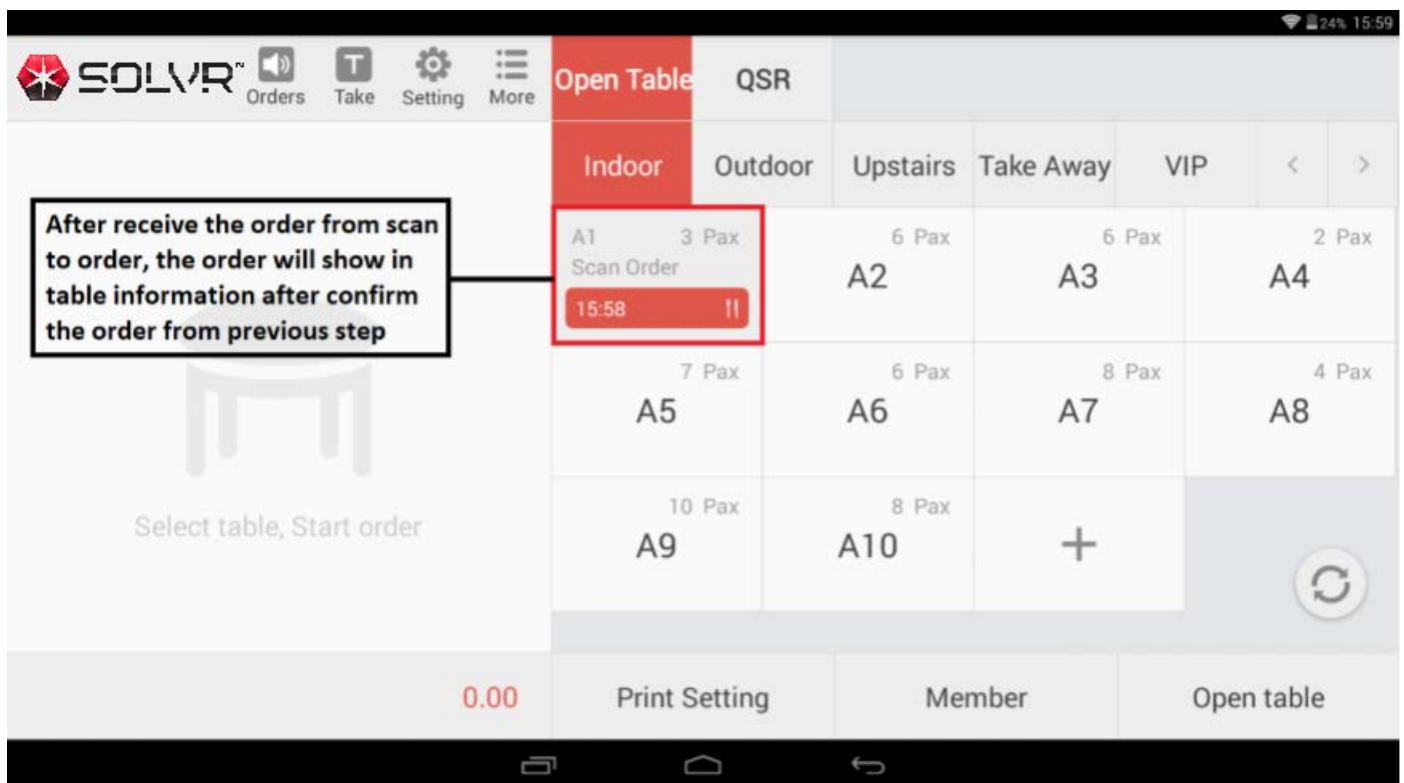 24% 15:59
SOLVR™
Orders Take Setting More
Open Table QSR
Indoor Outdoor Upstairs Take Away VIP < >
After receive the order from scan
to order, the order will show in
table information after confirm
the order from previous step
A1 3 Pax
Scan Order
15:58
6 Pax
A2
6 Pax
A3
2 Pax
A4
7 Pax
A5
6 Pax
A6
8 Pax
A7
4 Pax
A8
10 Pax
A9
8 Pax
A10
+
Select table, Start order
0.00
Print Setting Member Open table